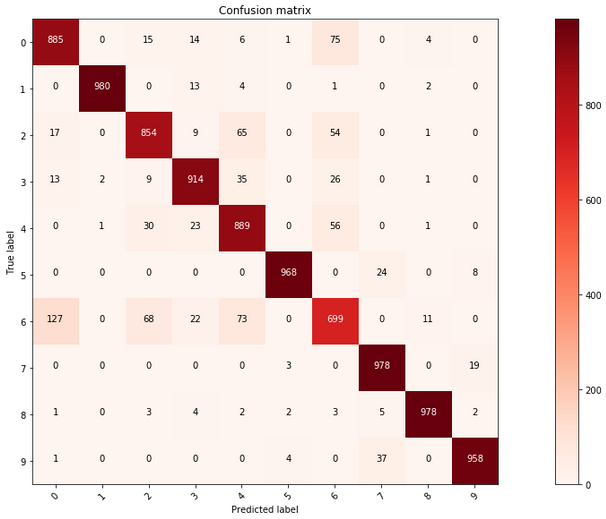 Confusion matrix
0 885 0 15 14 6 1 75 0 4 0
1 0 980 0 13 4 0 1 0 2 0
2 17 0 854 9 65 0 54 0 1 0
3 13 2 9 914 35 0 26 0 1 0
4 0 1 30 23 889 0 56 0 1 0
5 0 0 0 0 0 968 0 24 0 8
6 127 0 68 22 73 0 699 0 11 0
7 0 0 0 0 0 3 0 978 0 19
8 1 0 3 4 2 2 3 5 978 2
9 1 0 0 0 0 4 0 37 0 958
0 1 2 3 4 5 6 7 8 9
True label
Predicted label
800
600
400
200
0